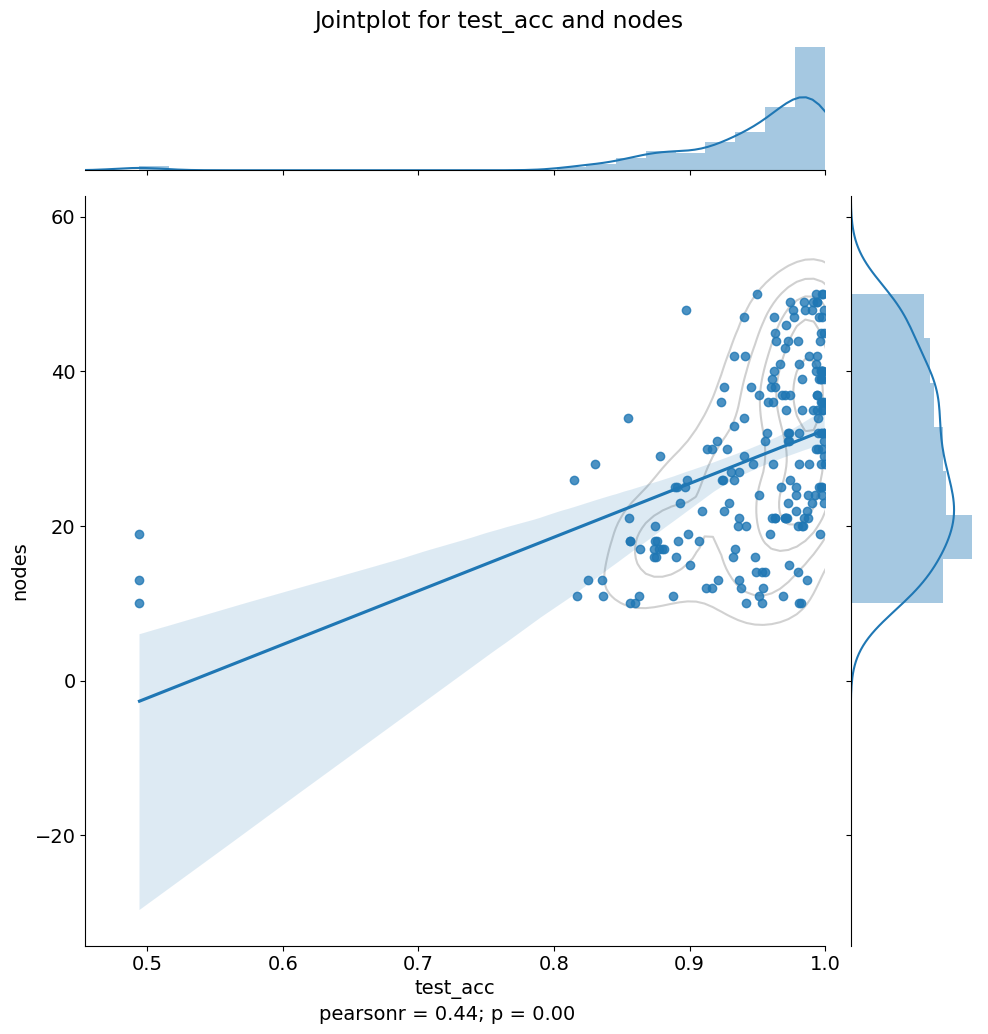 Jointplot for test_acc and nodes
60
40
20
0
−20
nodes
0.5 0.6 0.7 0.8 0.9 1.0
test_acc
pearsonr = 0.44; p = 0.00